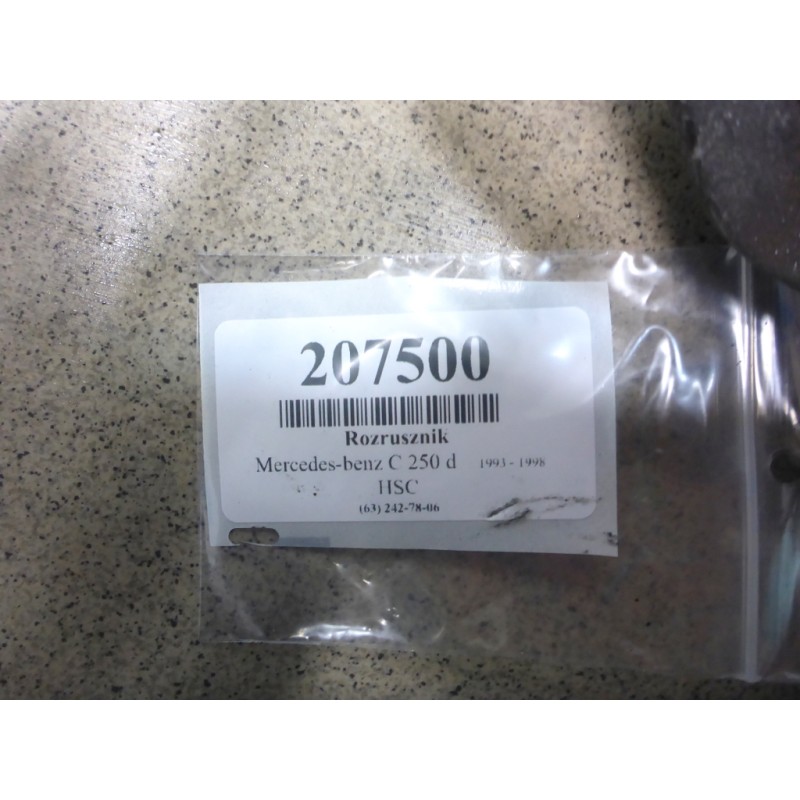 207500
Rozrusznik
Mercedes-benz C 250 d 1993 - 1998
HSC
(63) 242-78-06